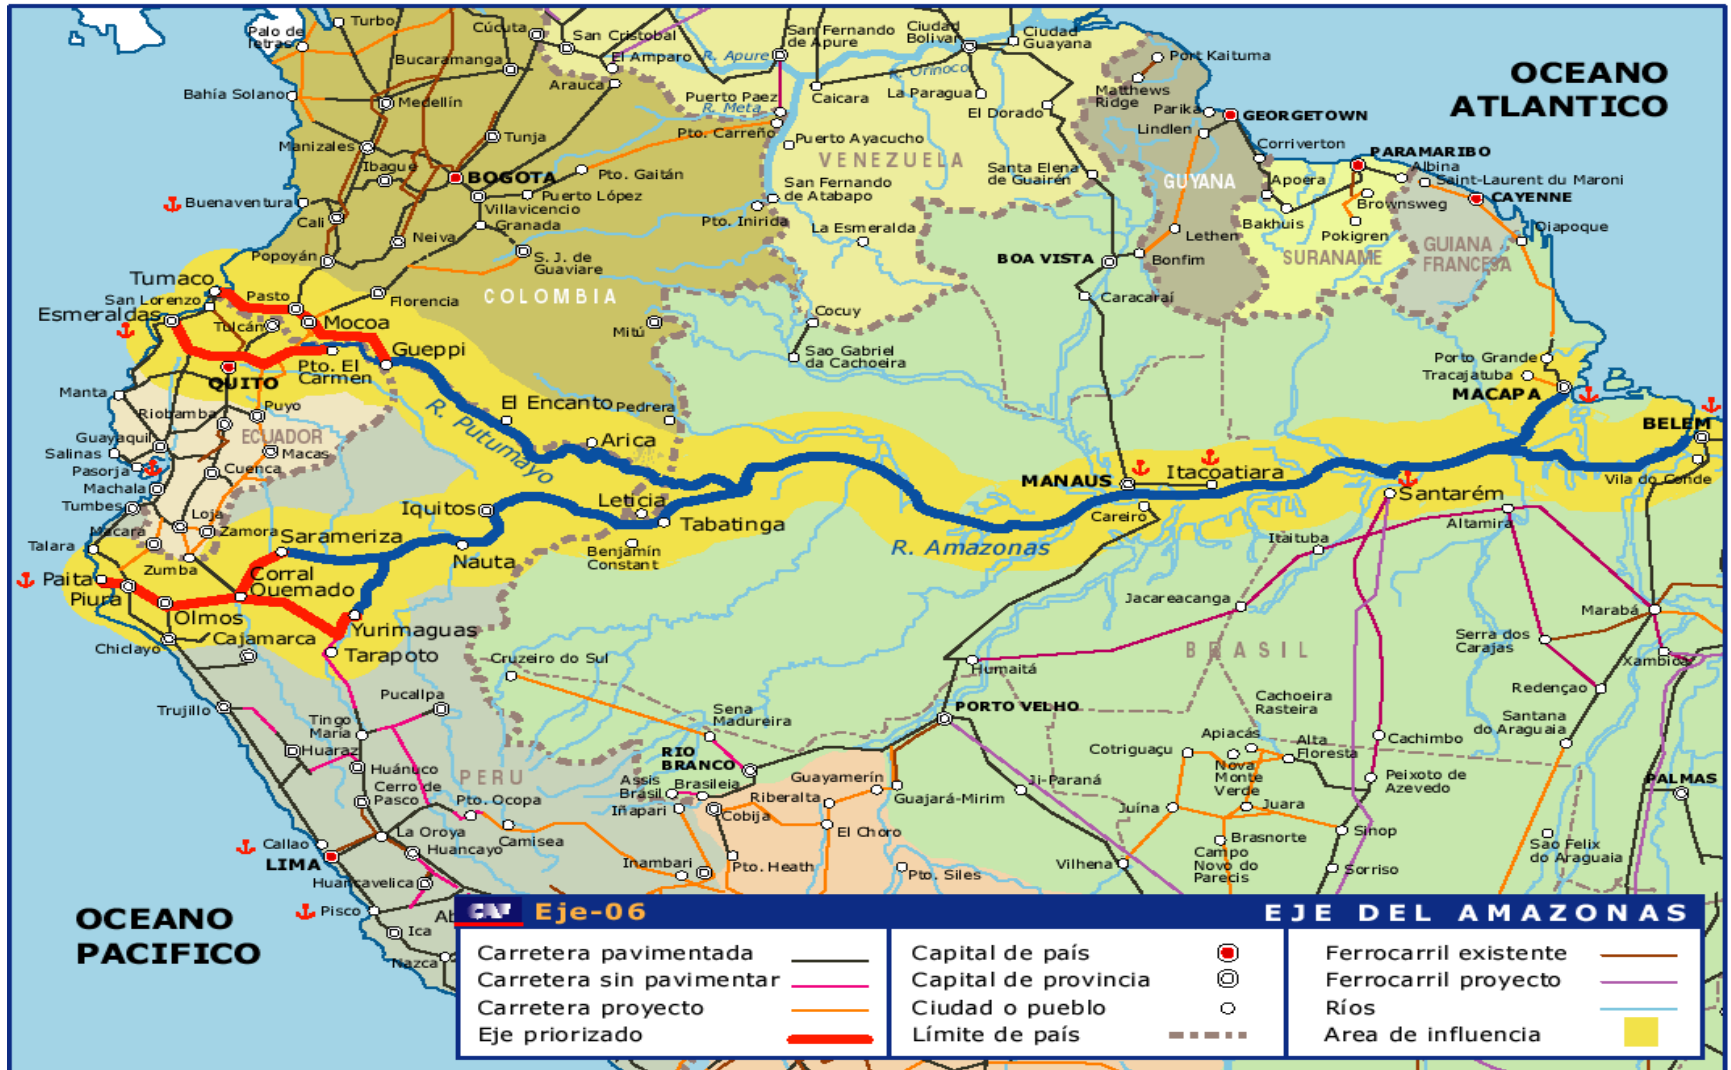 Turbo
Palo de
letras
Cúcuta
San Cristobal
San Fernando
de Apure
Ciudad
Bolivar
Ciudad
Guayana
El Amparo
R. Apure
R. Orinoco
Port Kaituma
Bucaramanga
Arauca
Bahía Solano
Medellín
Puerto Paez
Caicara
La Paragua
Matthews
Ridge
OCEANO
ATLANTICO
R. Meta
Parika
GEORGETOWN
El Dorado
Lindlen
Tunja
Pto. Carreño
Puerto Ayacucho
Manizales
Corriverton
PARAMARIBO
VENEZUELA
Albina
Ibague
BOGOTA
Pto. Gaitán
Santa Elena
de Guairén
GUYANA
Apoera
Saint-Laurent du Maroni
San Fernando
de Atabapo
Puerto López
Brownsweg
CAYENNE
Buenaventura
Villavicencio
Cali
Granada
Pto. Inirida
La Esmeralda
Bakhuis
Pokigren
Oiapoque
Neiva
Lethen
GUIANA
FRANCESA
SURANAME
Popoyán
S. J. de
Guaviare
BOA VISTA
Bonfim
Tumaco
San Lorenzo
Pasto
Florencia
COLOMBIA
Caracaraí
Esmeraldas
Tulcán
Mocoa
Mitú
Cocuy
Gueppi
Sao Gabriel
da Cachoeira
Porto Grande
Pto. El
Carmen
Tracajatuba
QUITO
Manta
MACAPA
Puyo
El Encanto
Pedrera
Riobamba
R. Putumayo
BELEM
Guayaquil
ECUADOR
Arica
Salinas
Macas
Pasorja
Cuenca
MANAUS
Itacoatiara
Vila do Conde
Machala
Santarém
Tumbes
Loja
Iquitos
Leticia
Tabatinga
Careiro
Altamira
Macara
Zamora
Sarameriza
Itaituba
Talara
Nauta
Benjamín
Constant
R. Amazonas
Zumba
Paita
Corral
Quemado
Piura
Jacareacanga
Marabá
Olmos
Yurimaguas
Cajamarca
Serra dos
Carajas
Chiclayo
Tarapoto
BRASIL
Cruzeiro do Sul
Humaitá
Xambioa
Pucallpa
Redençao
Trujillo
Sena
Madureira
PORTO VELHO
Cachoeira
Rasteira
Tingo
Maria
Santana
do Araguaia
Apiacás
Cachimbo
Huaraz
RIO
BRANCO
Cotriguaçu
Alta
Floresta
Huánuco
PERU
Nova
Monte
Verde
Assis
Brasil
Brasileia
Guayamerín
Ji-Paraná
Peixoto de
Azevedo
PALMAS
Cerro de
Pasco
Pto. Ocopa
Riberalta
Guajará-Mirim
Iñapari
Cobija
Juína
Juara
La Oroya
Camisea
El Choro
Sinop
Callao
Huancayo
Brasnorte
Sao Felix
do Araguaia
LIMA
Inambari
Pto. Heath
Vilhena
Campo
Novo do
Parecis
Sorriso
Huancavelica
Pto. Siles
Pisco
OCEANO
PACIFICO
Ica
Nazca
CAF Eje-06
EJE DEL AMAZONAS
Carretera pavimentada
Carretera sin pavimentar
Carretera proyecto
Eje priorizado
Capital de país
Capital de provincia
Ciudad o pueblo
Límite de país
Ferrocarril existente
Ferrocarril proyecto
Ríos
Area de influencia